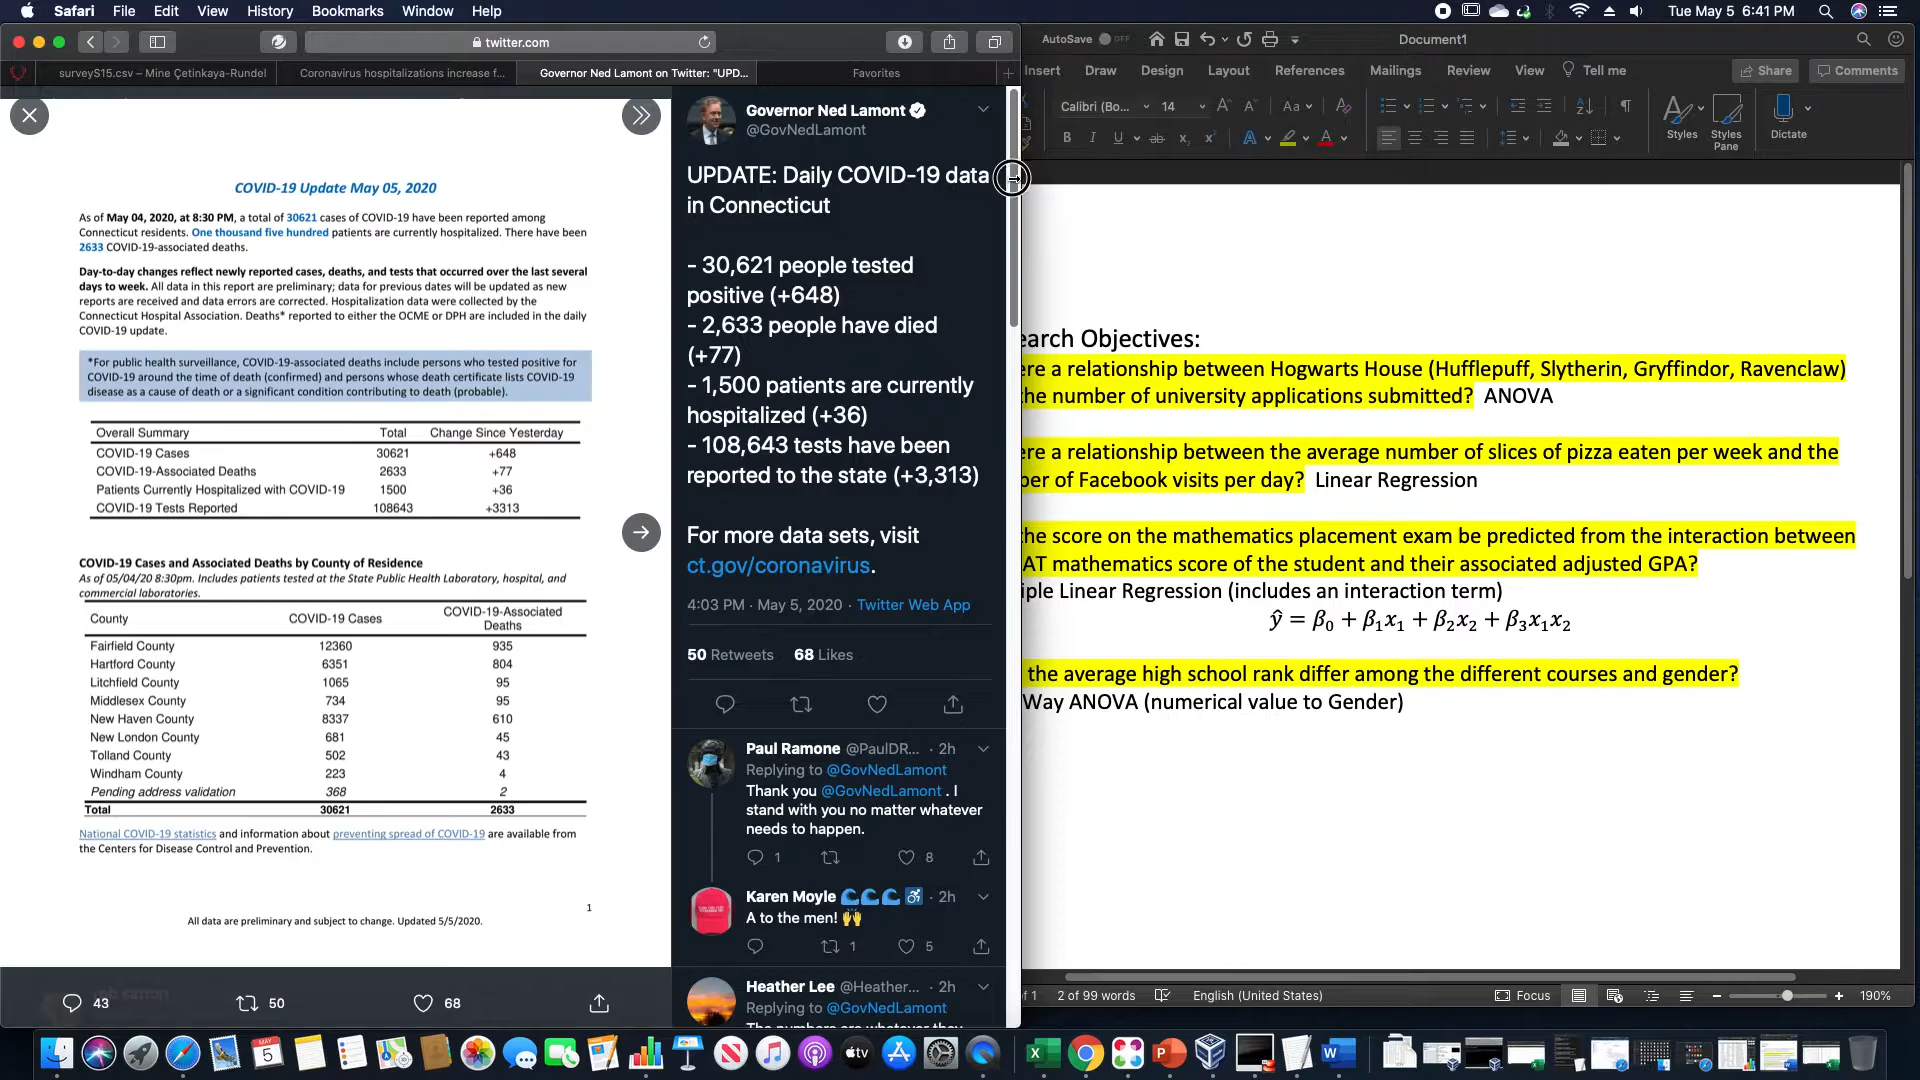 Safari File Edit View History Bookmarks Window Help
Tue May 5 6:41 PM
twitter.com
surveyS15.csv – Mine Çetinkaya-Rundel
Coronavirus hospitalizations increase f...
Governor Ned Lamont on Twitter: "UPD...
Favorites
COVID-19 Update May 05, 2020
As of May 04, 2020, at 8:30 PM, a total of 30621 cases of COVID-19 have been reported among
Connecticut residents. One thousand five hundred patients are currently hospitalized. There have been
2633 COVID-19-associated deaths.
Day-to-day changes reflect newly reported cases, deaths, and tests that occurred over the last several
days to week. All data in this report are preliminary; data for previous dates will be updated as new
reports are received and data errors are corrected. Hospitalization data were collected by the
Connecticut Hospital Association. Deaths* reported to either the OCME or DPH are included in the daily
COVID-19 update.
*For public health surveillance, COVID-19-associated deaths include persons who tested positive for
COVID-19 around the time of death (confirmed) and persons whose death certificate lists COVID-19
disease as a cause of death or a significant condition contributing to death (probable).
Overall Summary Total Change Since Yesterday
COVID-19 Cases 30621 +648
COVID-19-Associated Deaths 2633 +77
Patients Currently Hospitalized with COVID-19 1500 +36
COVID-19 Tests Reported 108643 +3313
COVID-19 Cases and Associated Deaths by County of Residence
As of 05/04/20 8:30pm. Includes patients tested at the State Public Health Laboratory, hospital, and
commercial laboratories.
County COVID-19 Cases COVID-19-Associated
Deaths
Fairfield County 12360 935
Hartford County 6351 804
Litchfield County 1065 95
Middlesex County 734 95
New Haven County 8337 610
New London County 681 45
Tolland County 502 43
Windham County 223 4
Pending address validation 368 2
Total 30621 2633
National COVID-19 statistics and information about preventing spread of COVID-19 are available from
the Centers for Disease Control and Prevention.
1
All data are preliminary and subject to change. Updated 5/5/2020.
43 50 68
Governor Ned Lamont
@GovNedLamont
UPDATE: Daily COVID-19 data
in Connecticut
- 30,621 people tested
positive (+648)
- 2,633 people have died
(+77)
- 1,500 patients are currently
hospitalized (+36)
- 108,643 tests have been
reported to the state (+3,313)
For more data sets, visit
ct.gov/coronavirus.
4:03 PM · May 5, 2020 · Twitter Web App
50 Retweets 68 Likes
Paul Ramone @PaulDR... · 2h
Replying to @GovNedLamont
Thank you @GovNedLamont . I
stand with you no matter whatever
needs to happen.
1 8
Karen Moyle 🌊🌊🌊♿ · 2h
A to the men! 🙌
1 5
Heather Lee @Heather... · 2h
Replying to @GovNedLamont
AutoSave OFF
Document1
Insert Draw Design Layout References Mailings Review View Tell me
Share Comments
Calibri (Bo... 14
Aa
B I U ab x₂ x²
Styles Styles
Pane
Dictate
earch Objectives:
ere a relationship between Hogwarts House (Hufflepuff, Slytherin, Gryffindor, Ravenclaw)
the number of university applications submitted? ANOVA
ere a relationship between the average number of slices of pizza eaten per week and the
ber of Facebook visits per day? Linear Regression
the score on the mathematics placement exam be predicted from the interaction between
AT mathematics score of the student and their associated adjusted GPA?
iple Linear Regression (includes an interaction term)
ŷ = β₀ + β₁x₁ + β₂x₂ + β₃x₁x₂
the average high school rank differ among the different courses and gender?
Way ANOVA (numerical value to Gender)
f 1 2 of 99 words English (United States)
Focus
190%
MAY
5
tv